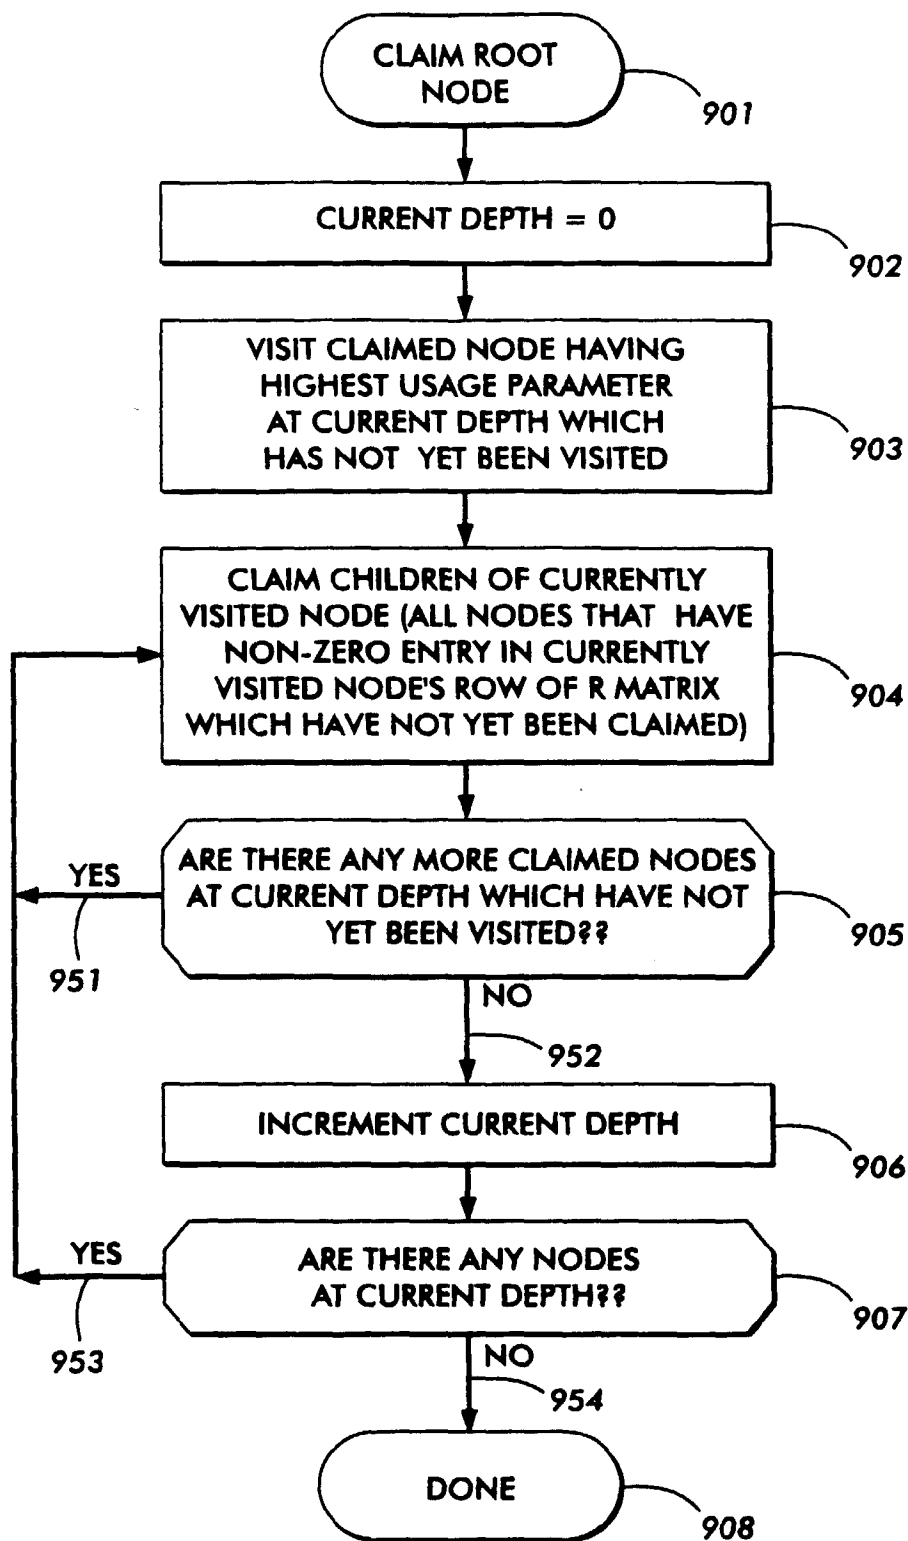 CLAIM ROOT
NODE
901
CURRENT DEPTH = 0
902
VISIT CLAIMED NODE HAVING
HIGHEST USAGE PARAMETER
AT CURRENT DEPTH WHICH
HAS NOT YET BEEN VISITED
903
CLAIM CHILDREN OF CURRENTLY
VISITED NODE (ALL NODES THAT HAVE
NON-ZERO ENTRY IN CURRENTLY
VISITED NODE'S ROW OF R MATRIX
WHICH HAVE NOT YET BEEN CLAIMED)
904
ARE THERE ANY MORE CLAIMED NODES
AT CURRENT DEPTH WHICH HAVE NOT
YET BEEN VISITED??
905
YES
951
NO
952
INCREMENT CURRENT DEPTH
906
ARE THERE ANY NODES
AT CURRENT DEPTH??
907
YES
953
NO
954
DONE
908